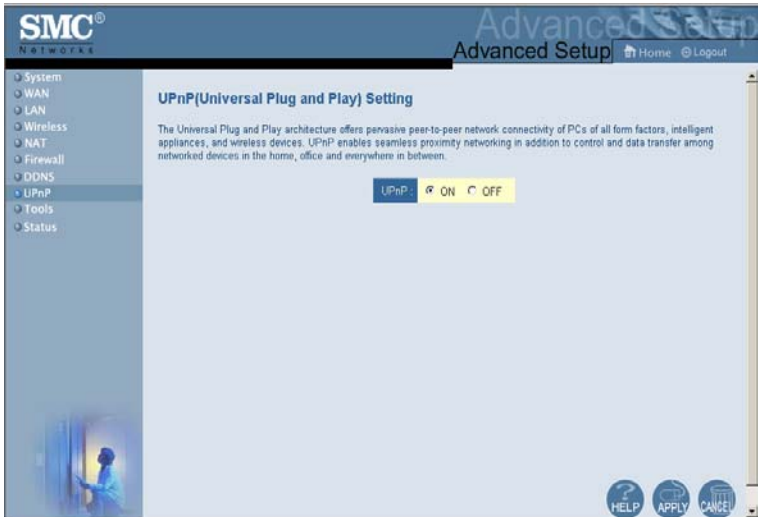 SMC®
Networks
Advanced Setup
Advanced Setup
Home
Logout
System
WAN
LAN
Wireless
NAT
Firewall
DDNS
UPnP
Tools
Status
UPnP(Universal Plug and Play) Setting
The Universal Plug and Play architecture offers pervasive peer-to-peer network connectivity of PCs of all form factors, intelligent
appliances, and wireless devices. UPnP enables seamless proximity networking in addition to control and data transfer among
networked devices in the home, office and everywhere in between.
UPnP : ON OFF
HELP APPLY CANCEL